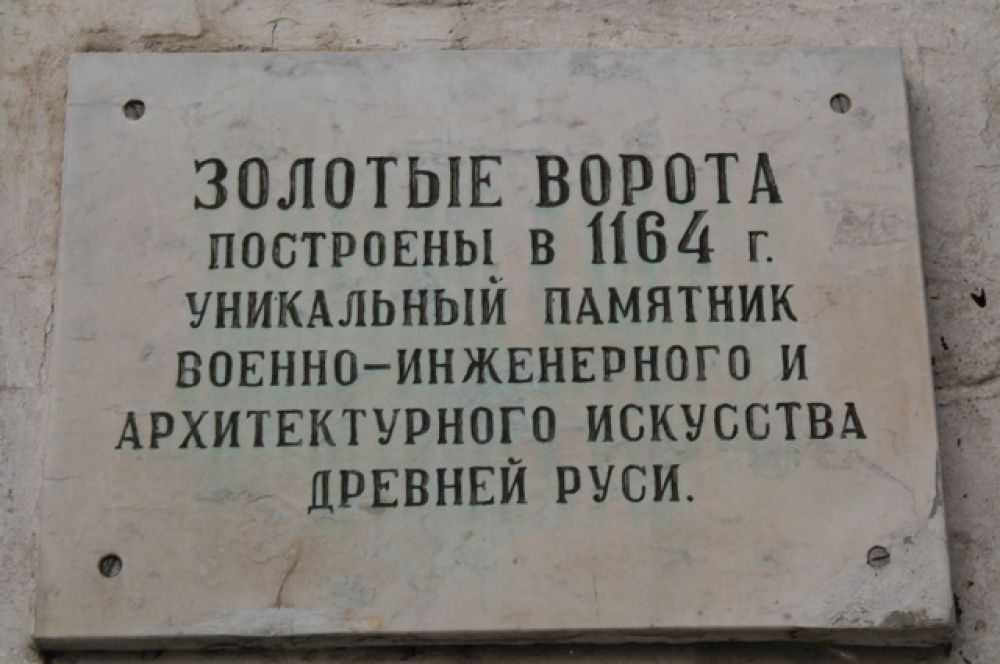 ЗОЛОТЫЕ ВОРОТА
ПОСТРОЕНЫ В 1164 Г.
УНИКАЛЬНЫЙ ПАМЯТНИК
ВОЕННО-ИНЖЕНЕРНОГО И
АРХИТЕКТУРНОГО ИСКУССТВА
ДРЕВНЕЙ РУСИ.